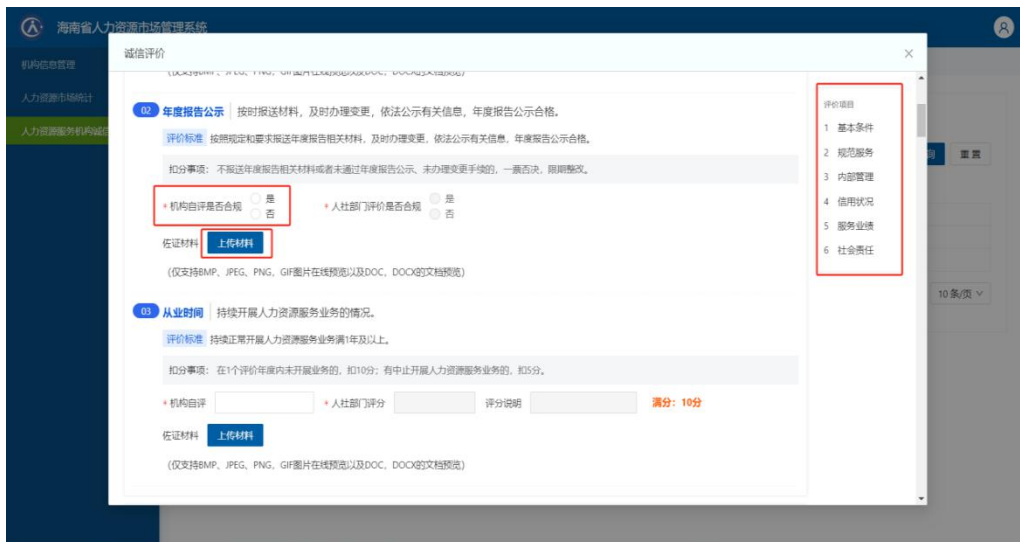 海南省人力资源市场管理系统
诚信评价
机构信息管理
人力资源市场统计
人力资源服务机构诚信
02 年度报告公示 按时报送材料，及时办理变更，依法公示有关信息，年度报告公示合格。
评价标准 按照规定和要求报送年度报告相关材料，及时办理变更，依法公示有关信息，年度报告公示合格。
扣分事项：不报送年度报告相关材料或者未通过年度报告公示、未办理变更手续的，一票否决，限期整改。
* 机构自评是否合规 是 否
* 人社部门评价是否合规 是 否
佐证材料 上传材料
(仅支持BMP、JPEG、PNG、GIF图片在线预览以及DOC、DOCX的文档预览)
03 从业时间 持续开展人力资源服务业务的情况。
评价标准 持续正常开展人力资源服务业务满1年及以上。
扣分事项：在1个评价年度内未开展业务的，扣10分；有中止开展人力资源服务业务的，扣5分。
* 机构自评 * 人社部门评分 评分说明 满分：10分
佐证材料 上传材料
(仅支持BMP、JPEG、PNG、GIF图片在线预览以及DOC、DOCX的文档预览)
评价项目
1 基本条件
2 规范服务
3 内部管理
4 信用状况
5 服务业绩
6 社会责任
重置
10条/页